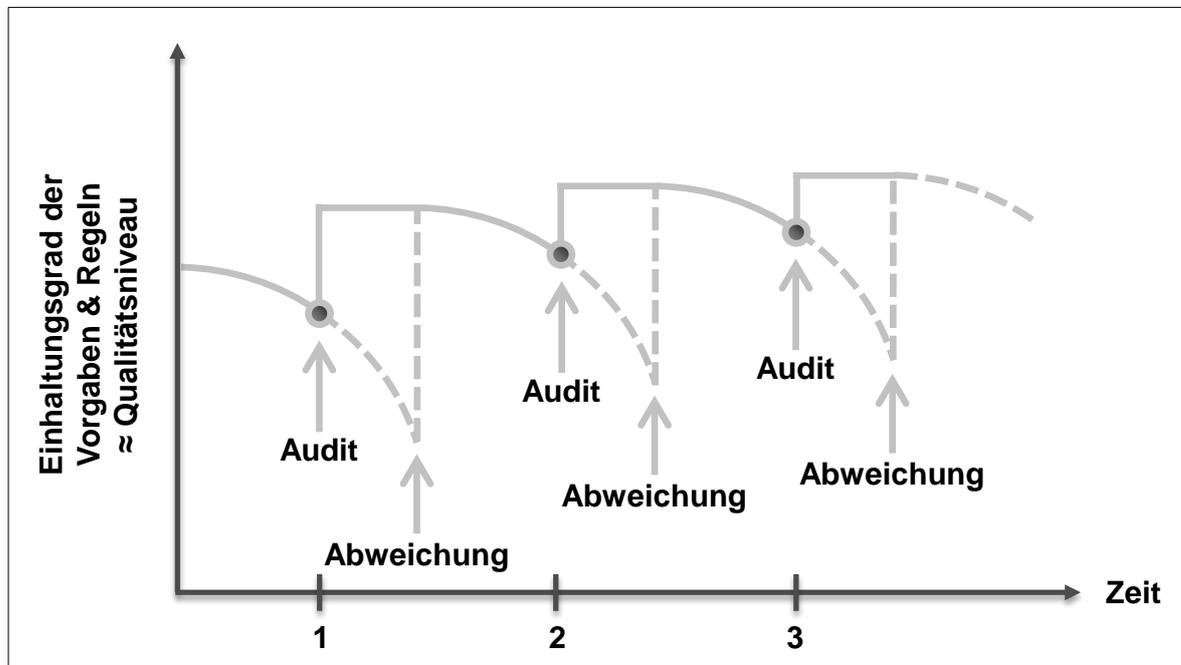 Einhaltungsgrad der
Vorgaben & Regeln
≈ Qualitätsniveau
Audit
Abweichung
Audit
Abweichung
Audit
Abweichung
Zeit
1
2
3